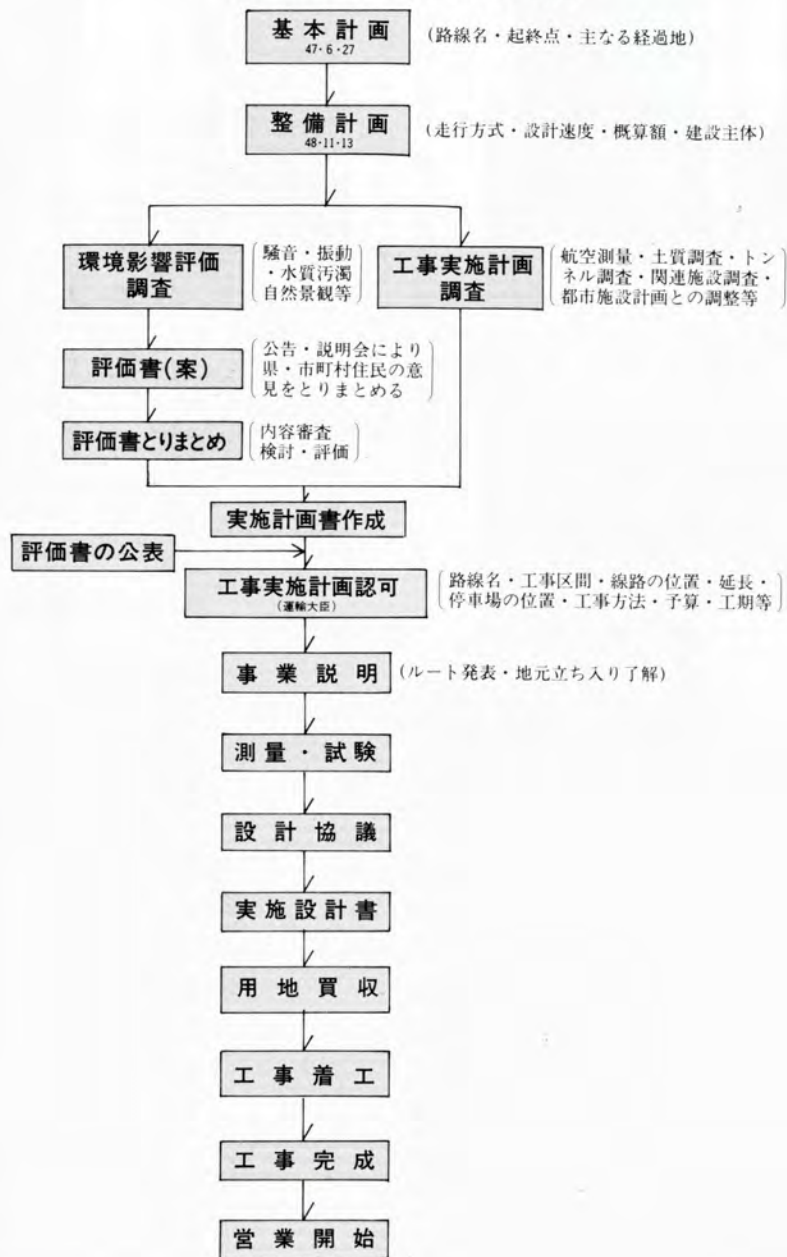 基本計画
47・6・27
(路線名・起終点・主なる経過地)
整備計画
48・11・13
(走行方式・設計速度・概算額・建設主体)
環境影響評価
調査
騒音・振動
・水質汚濁
自然景観等
工事実施計画
調査
航空測量・土質調査・トン
ネル調査・関連施設調査・
都市施設計画との調整等
評価書(案)
公告・説明会により
県・市町村住民の意
見をとりまとめる
評価書とりまとめ
内容審査
検討・評価
実施計画書作成
評価書の公表
工事実施計画認可
(運輸大臣)
路線名・工事区間・線路の位置・延長・
停車場の位置・工事方法・予算・工期等
事業説明
(ルート発表・地元立ち入り了解)
測量・試験
設計協議
実施設計書
用地買収
工事着工
工事完成
営業開始